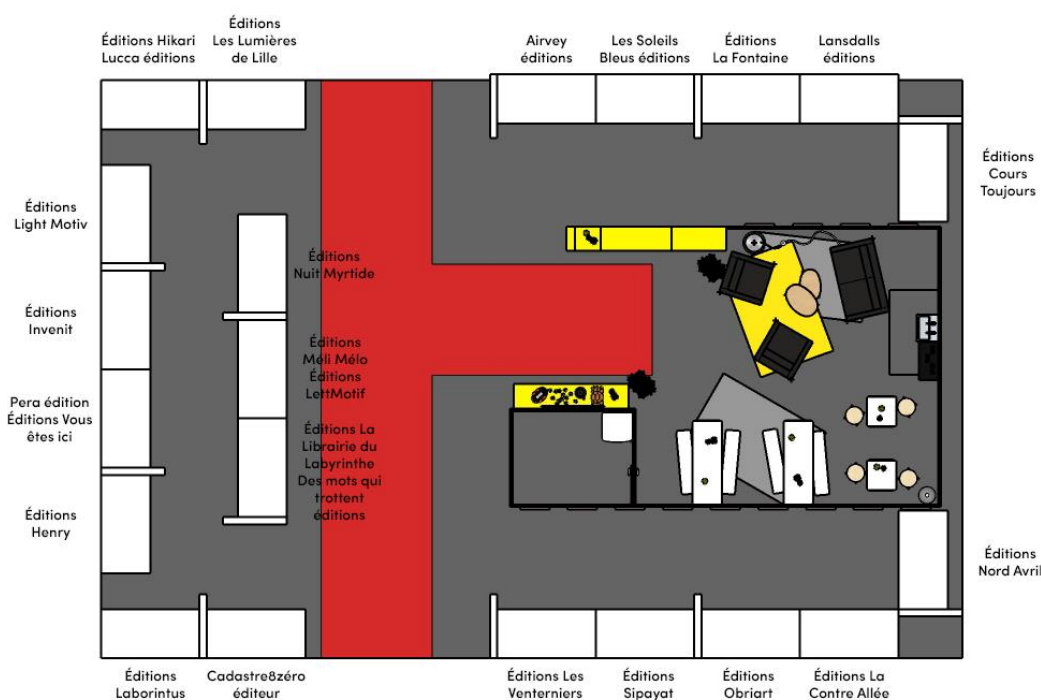 Éditions Hikari
Lucca éditions
Éditions
Les Lumières
de Lille
Airvey
éditions
Les Soleils
Bleus éditions
Éditions
La Fontaine
Lansdalls
éditions
Éditions
Cours
Toujours
Éditions
Light Motiv
Éditions
Nuit Myrtide
Éditions
Invenit
Éditions
Méli Mélo
Éditions
LettMotif
Pera édition
Éditions Vous
êtes ici
Éditions La
Librairie du
Labyrinthe
Des mots qui
trottent
éditions
Éditions
Henry
Éditions
Nord Avril
Éditions
Laborintus
Cadastre8zéro
éditeur
Éditions Les
Venterniers
Éditions
Sipayat
Éditions
Obriart
Éditions La
Contre Allée